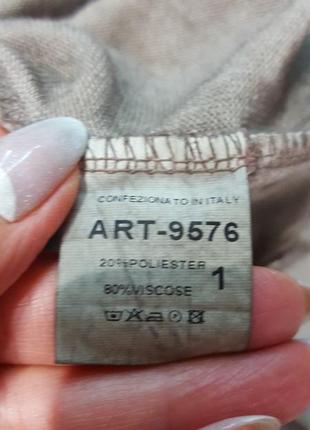 CONFEZIONATO IN ITALY
ART-9576
20%POLIESTER
80%VISCOSE
1